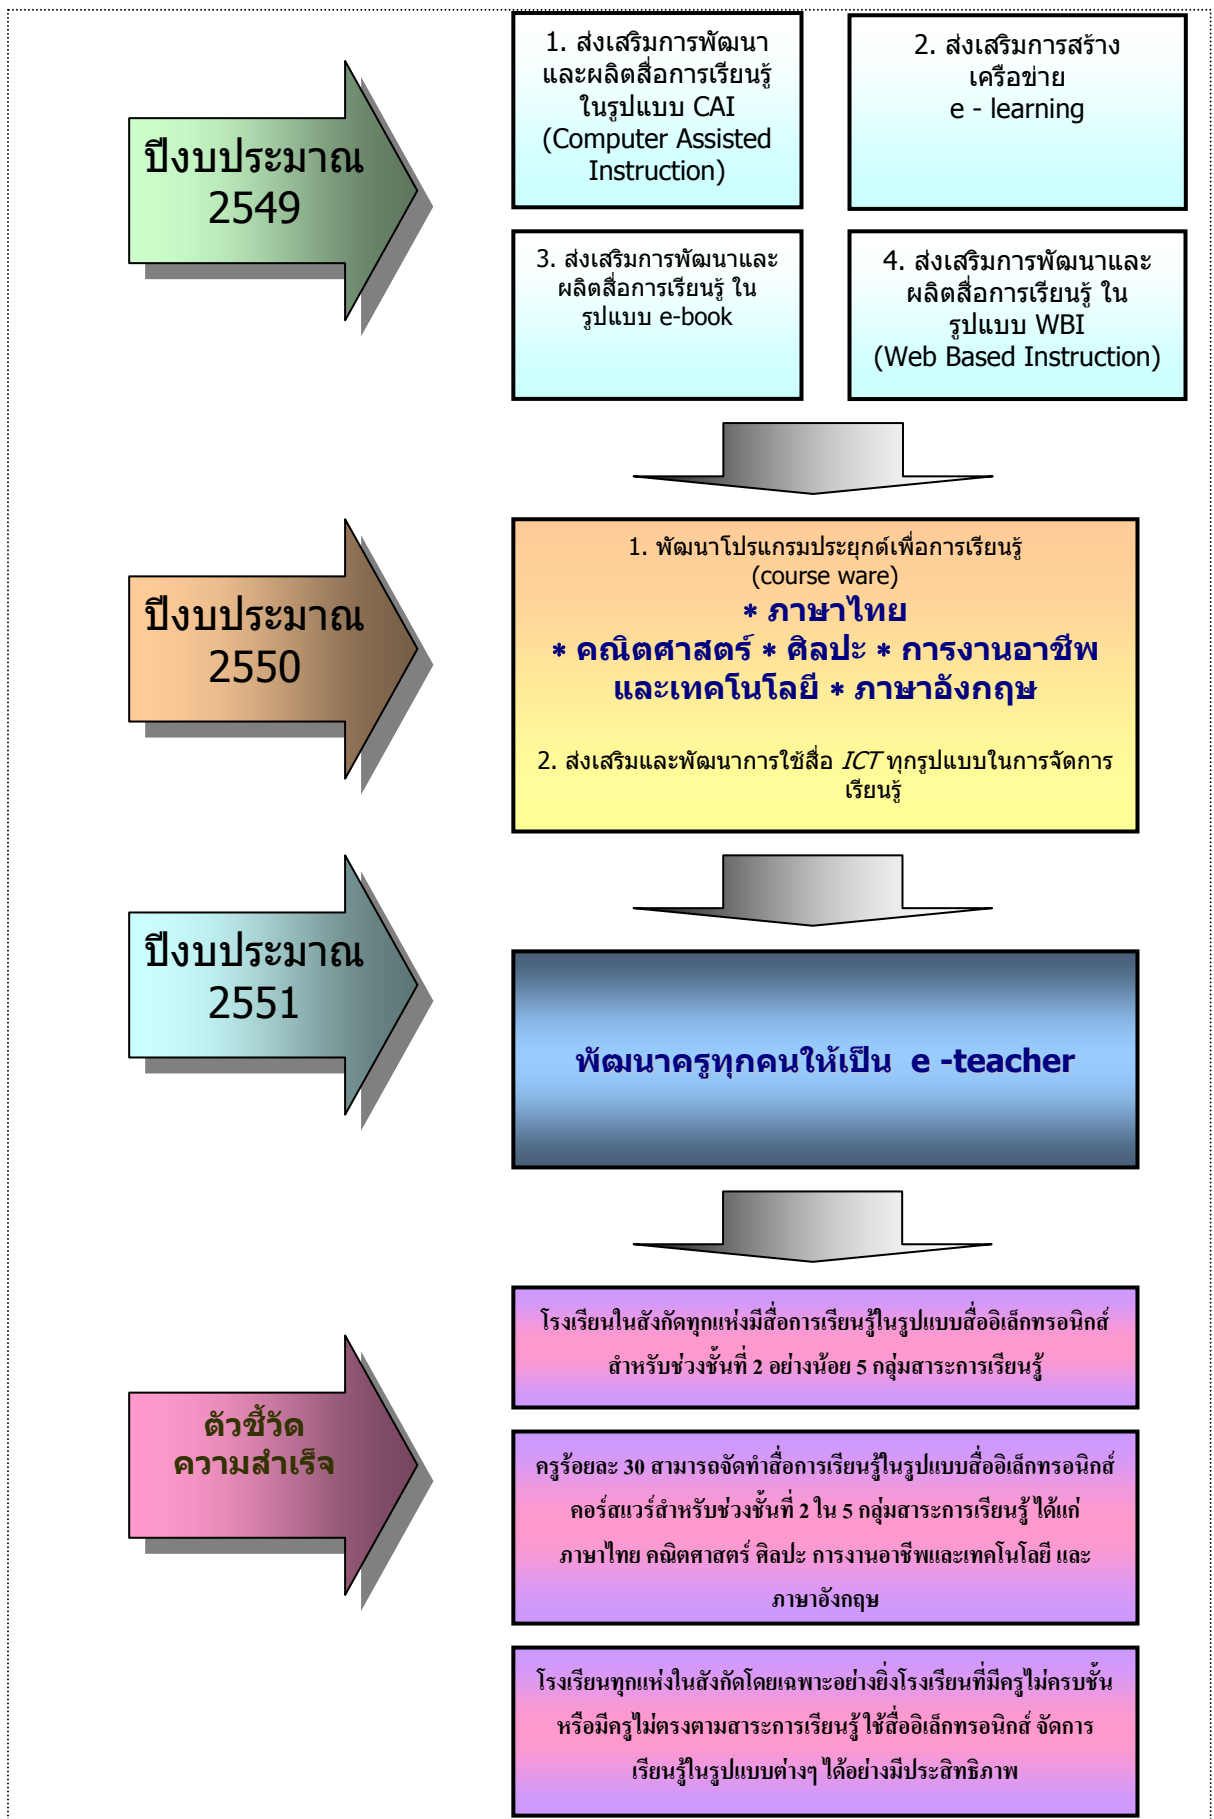 ปีงบประมาณ
2549
1. ส่งเสริมการพัฒนา
และผลิตสื่อการเรียนรู้
ในรูปแบบ CAI
(Computer Assisted
Instruction)
2. ส่งเสริมการสร้าง
เครือข่าย
e - learning
3. ส่งเสริมการพัฒนาและ
ผลิตสื่อการเรียนรู้ ใน
รูปแบบ e-book
4. ส่งเสริมการพัฒนาและ
ผลิตสื่อการเรียนรู้ ใน
รูปแบบ WBI
(Web Based Instruction)
ปีงบประมาณ
2550
1. พัฒนาโปรแกรมประยุกต์เพื่อการเรียนรู้
(course ware)
* ภาษาไทย
* คณิตศาสตร์ * ศิลปะ * การงานอาชีพ
และเทคโนโลยี * ภาษาอังกฤษ
2. ส่งเสริมและพัฒนาการใช้สื่อ ICT ทุกรูปแบบในการจัดการ
เรียนรู้
ปีงบประมาณ
2551
พัฒนาครูทุกคนให้เป็น e -teacher
ตัวชี้วัด
ความสำเร็จ
โรงเรียนในสังกัดทุกแห่งมีสื่อการเรียนรู้ในรูปแบบสื่ออิเล็กทรอนิกส์
สำหรับช่วงชั้นที่ 2 อย่างน้อย 5 กลุ่มสาระการเรียนรู้
ครูร้อยละ 30 สามารถจัดทำสื่อการเรียนรู้ในรูปแบบสื่ออิเล็กทรอนิกส์
คอร์สแวร์สำหรับช่วงชั้นที่ 2 ใน 5 กลุ่มสาระการเรียนรู้ ได้แก่
ภาษาไทย คณิตศาสตร์ ศิลปะ การงานอาชีพและเทคโนโลยี และ
ภาษาอังกฤษ
โรงเรียนทุกแห่งในสังกัดโดยเฉพาะอย่างยิ่งโรงเรียนที่มีครูไม่ครบชั้น
หรือมีครูไม่ตรงตามสาระการเรียนรู้ ใช้สื่ออิเล็กทรอนิกส์ จัดการ
เรียนรู้ในรูปแบบต่างๆ ได้อย่างมีประสิทธิภาพ